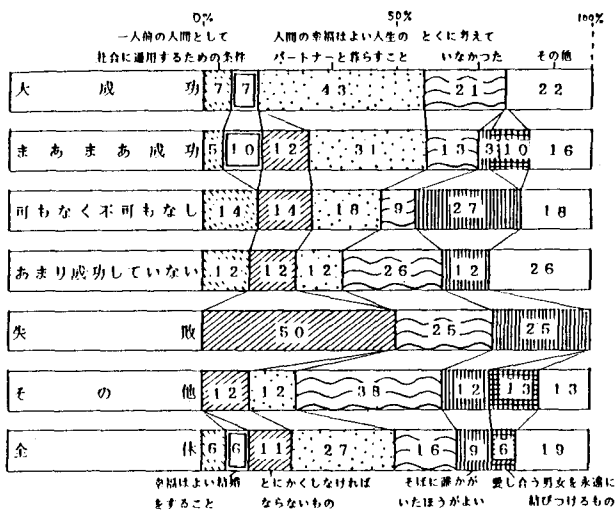 0% 50% 100%
一人前の人間として 人間の幸福はよい人生の とくに考えて
社会に通用するための条件 パートナーと暮らすこと いなかつた その他
大成功 7 7 43 21 22
まあまあ成功 5 10 12 31 13 3 10 16
可もなく不可もなし 14 14 18 9 27 18
あまり成功していない 12 12 12 26 12 26
失敗 50 25 25
その他 12 12 38 12 13 13
全体 6 6 11 27 16 9 6 19
幸福はよい結婚 とにかくしなければ そばに誰かが 愛し合う男女を永遠に
をすること ならないもの いたほうがよい 結びつけるもの